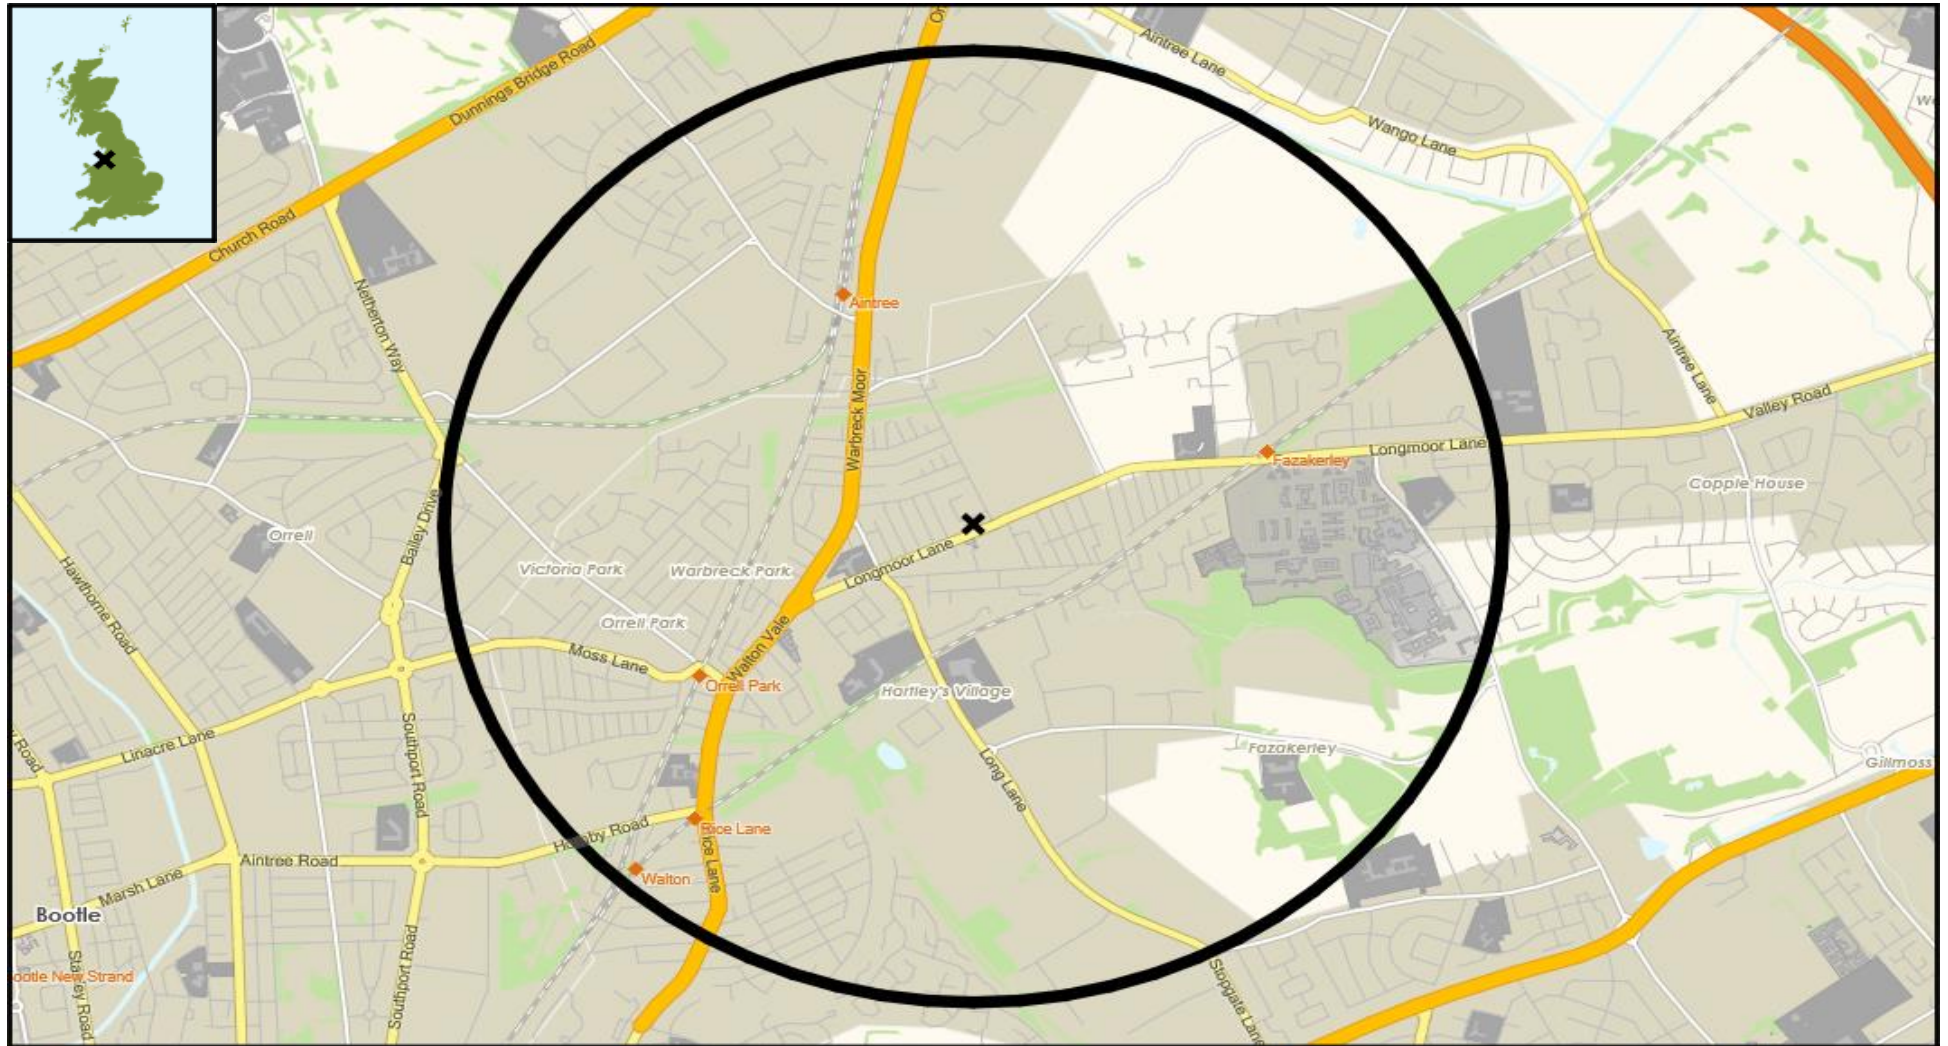 Dunnings Bridge Road
Aintree Lane
Wango Lane
Church Road
Netherton Way
Aintree
Warbreck Moor
Aintree Lane
Valley Road
Longmoor Lane
Fazakerley
Copple House
Bailey Drive
Orrell
Victoria Park
Warbreck Park
Longmoor Lane
Hawthorne Road
Orrell Park
Moss Lane
Walton Vale
Orrell Park
Hartley's Village
Linacre Lane
Southport Road
Fazakerley
Gillmoss
Long Lane
Rice Lane
Rice Lane
Aintree Road
Walton
Marsh Lane
Bootle
Southport Road
ootle New Strand
Stanley Road
Stopgate Lane